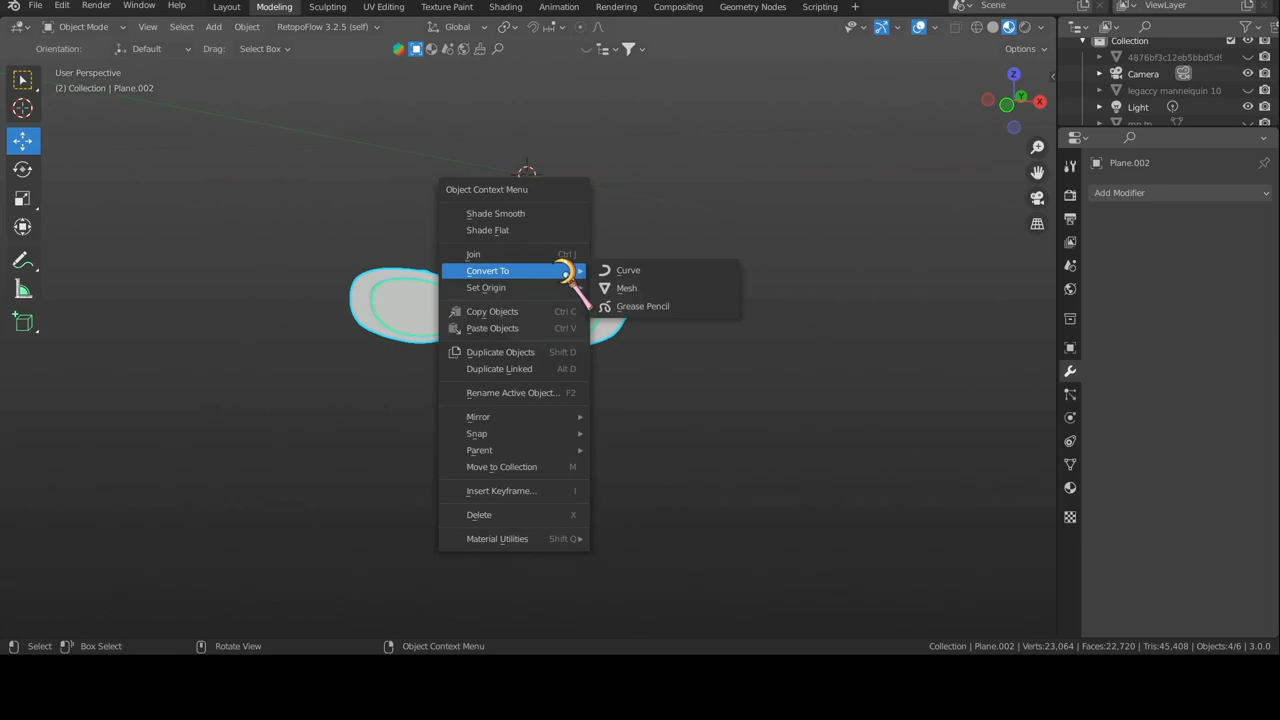 File Edit Render Window Help Layout Modeling Sculpting UV Editing Texture Paint Shading Animation Rendering Compositing Geometry Nodes Scripting + Scene ViewLayer
Object Mode View Select Add Object RetopoFlow 3.2.5 (self) Global
Orientation: Default Drag: Select Box Options
User Perspective
(2) Collection | Plane.002
Collection
4876bf3c12eb5bbd5d9
Camera
legaccy mannequin 10
Light
Plane.002
Add Modifier
Z
Y
X
Object Context Menu
Shade Smooth
Shade Flat
Join Ctrl J
Convert To
Set Origin
Copy Objects Ctrl C
Paste Objects Ctrl V
Duplicate Objects Shift D
Duplicate Linked Alt D
Rename Active Object... F2
Mirror
Snap
Parent
Move to Collection M
Insert Keyframe... I
Delete X
Material Utilities Shift Q
Curve
Mesh
Grease Pencil
Select Box Select Rotate View Object Context Menu Collection | Plane.002 | Verts:23,064 | Faces:22,720 | Tris:45,408 | Objects:4/6 | 3.0.0